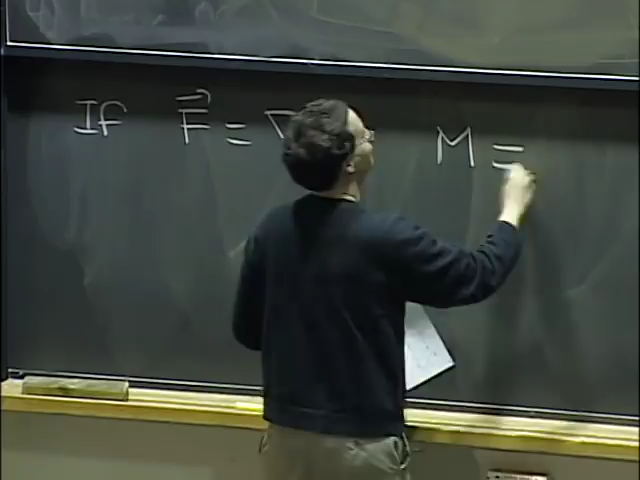 If F⃗ = ∇ M =